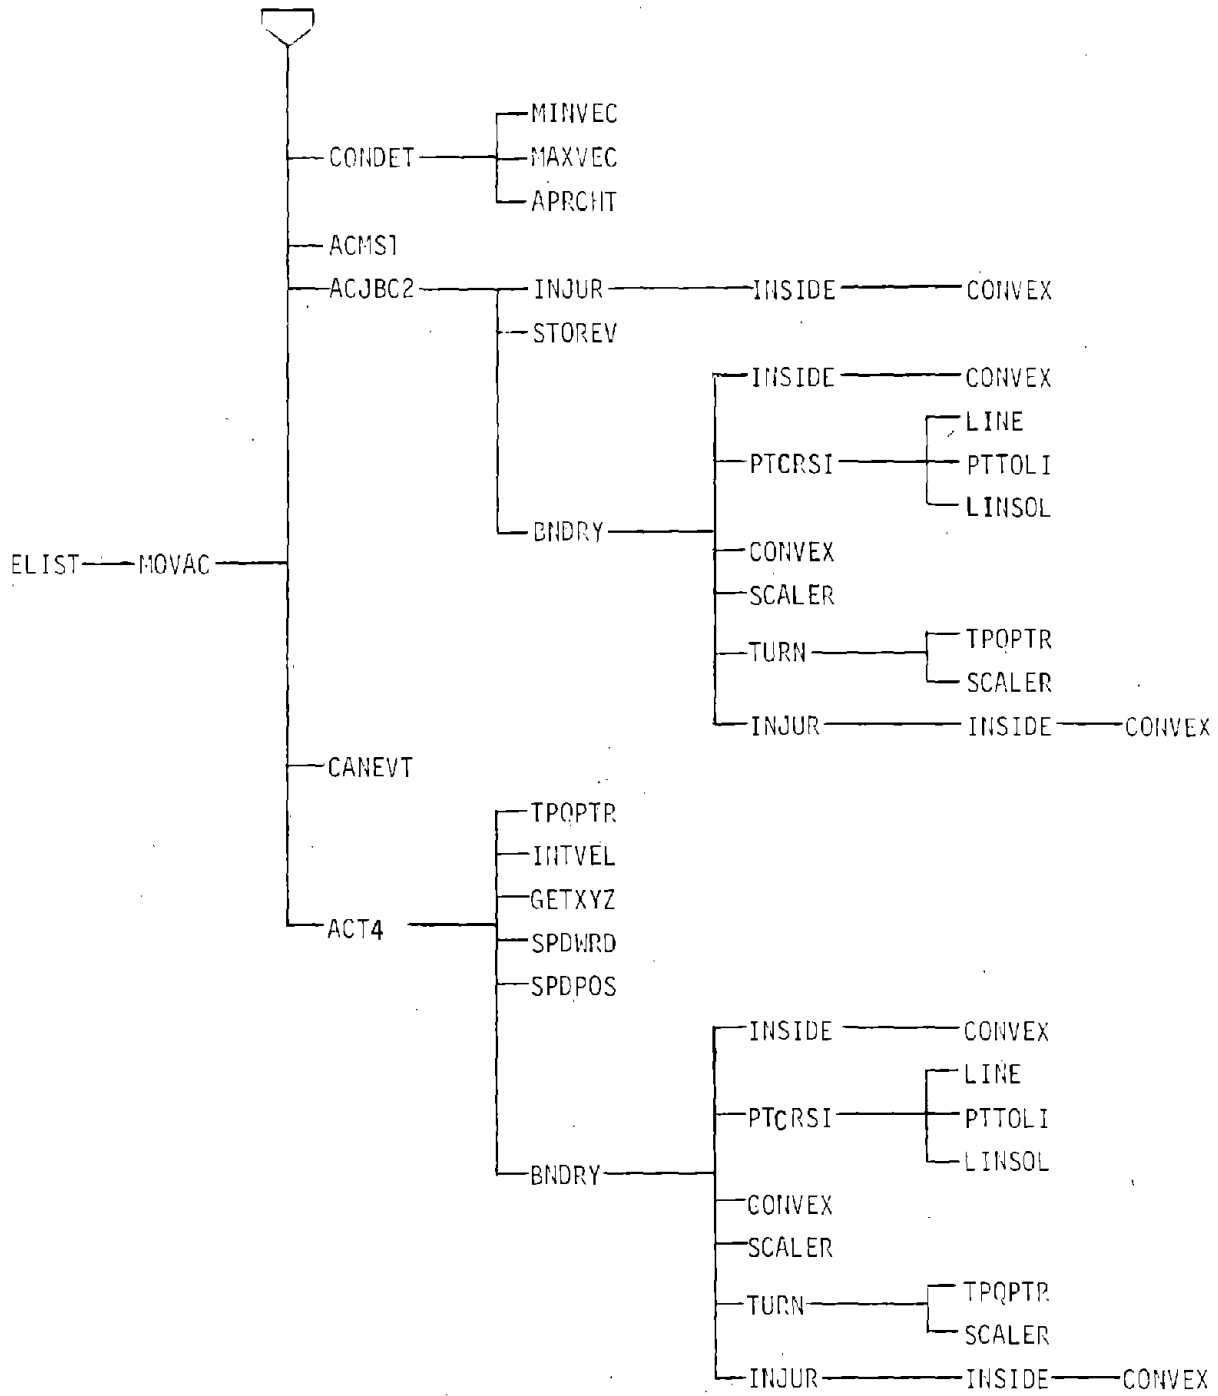 MINVEC
CONDET MAXVEC
APRCHT
ACMS1
ACJBC2 INJUR INSIDE CONVEX
STOREV
INSIDE CONVEX
LINE
PTCRSI PTTOLI
LINSOL
BNDRY
CONVEX
ELIST MOVAC
SCALER
TPQPTR
TURN
SCALER
INJUR INSIDE CONVEX
CANEVT
TPQPTR
INTVEL
GETXYZ
ACT4
SPDWRD
SPDPOS
INSIDE CONVEX
LINE
PTCRSI PTTOLI
LINSOL
BNDRY
CONVEX
SCALER
TPQPTR
TURN
SCALER
INJUR INSIDE CONVEX